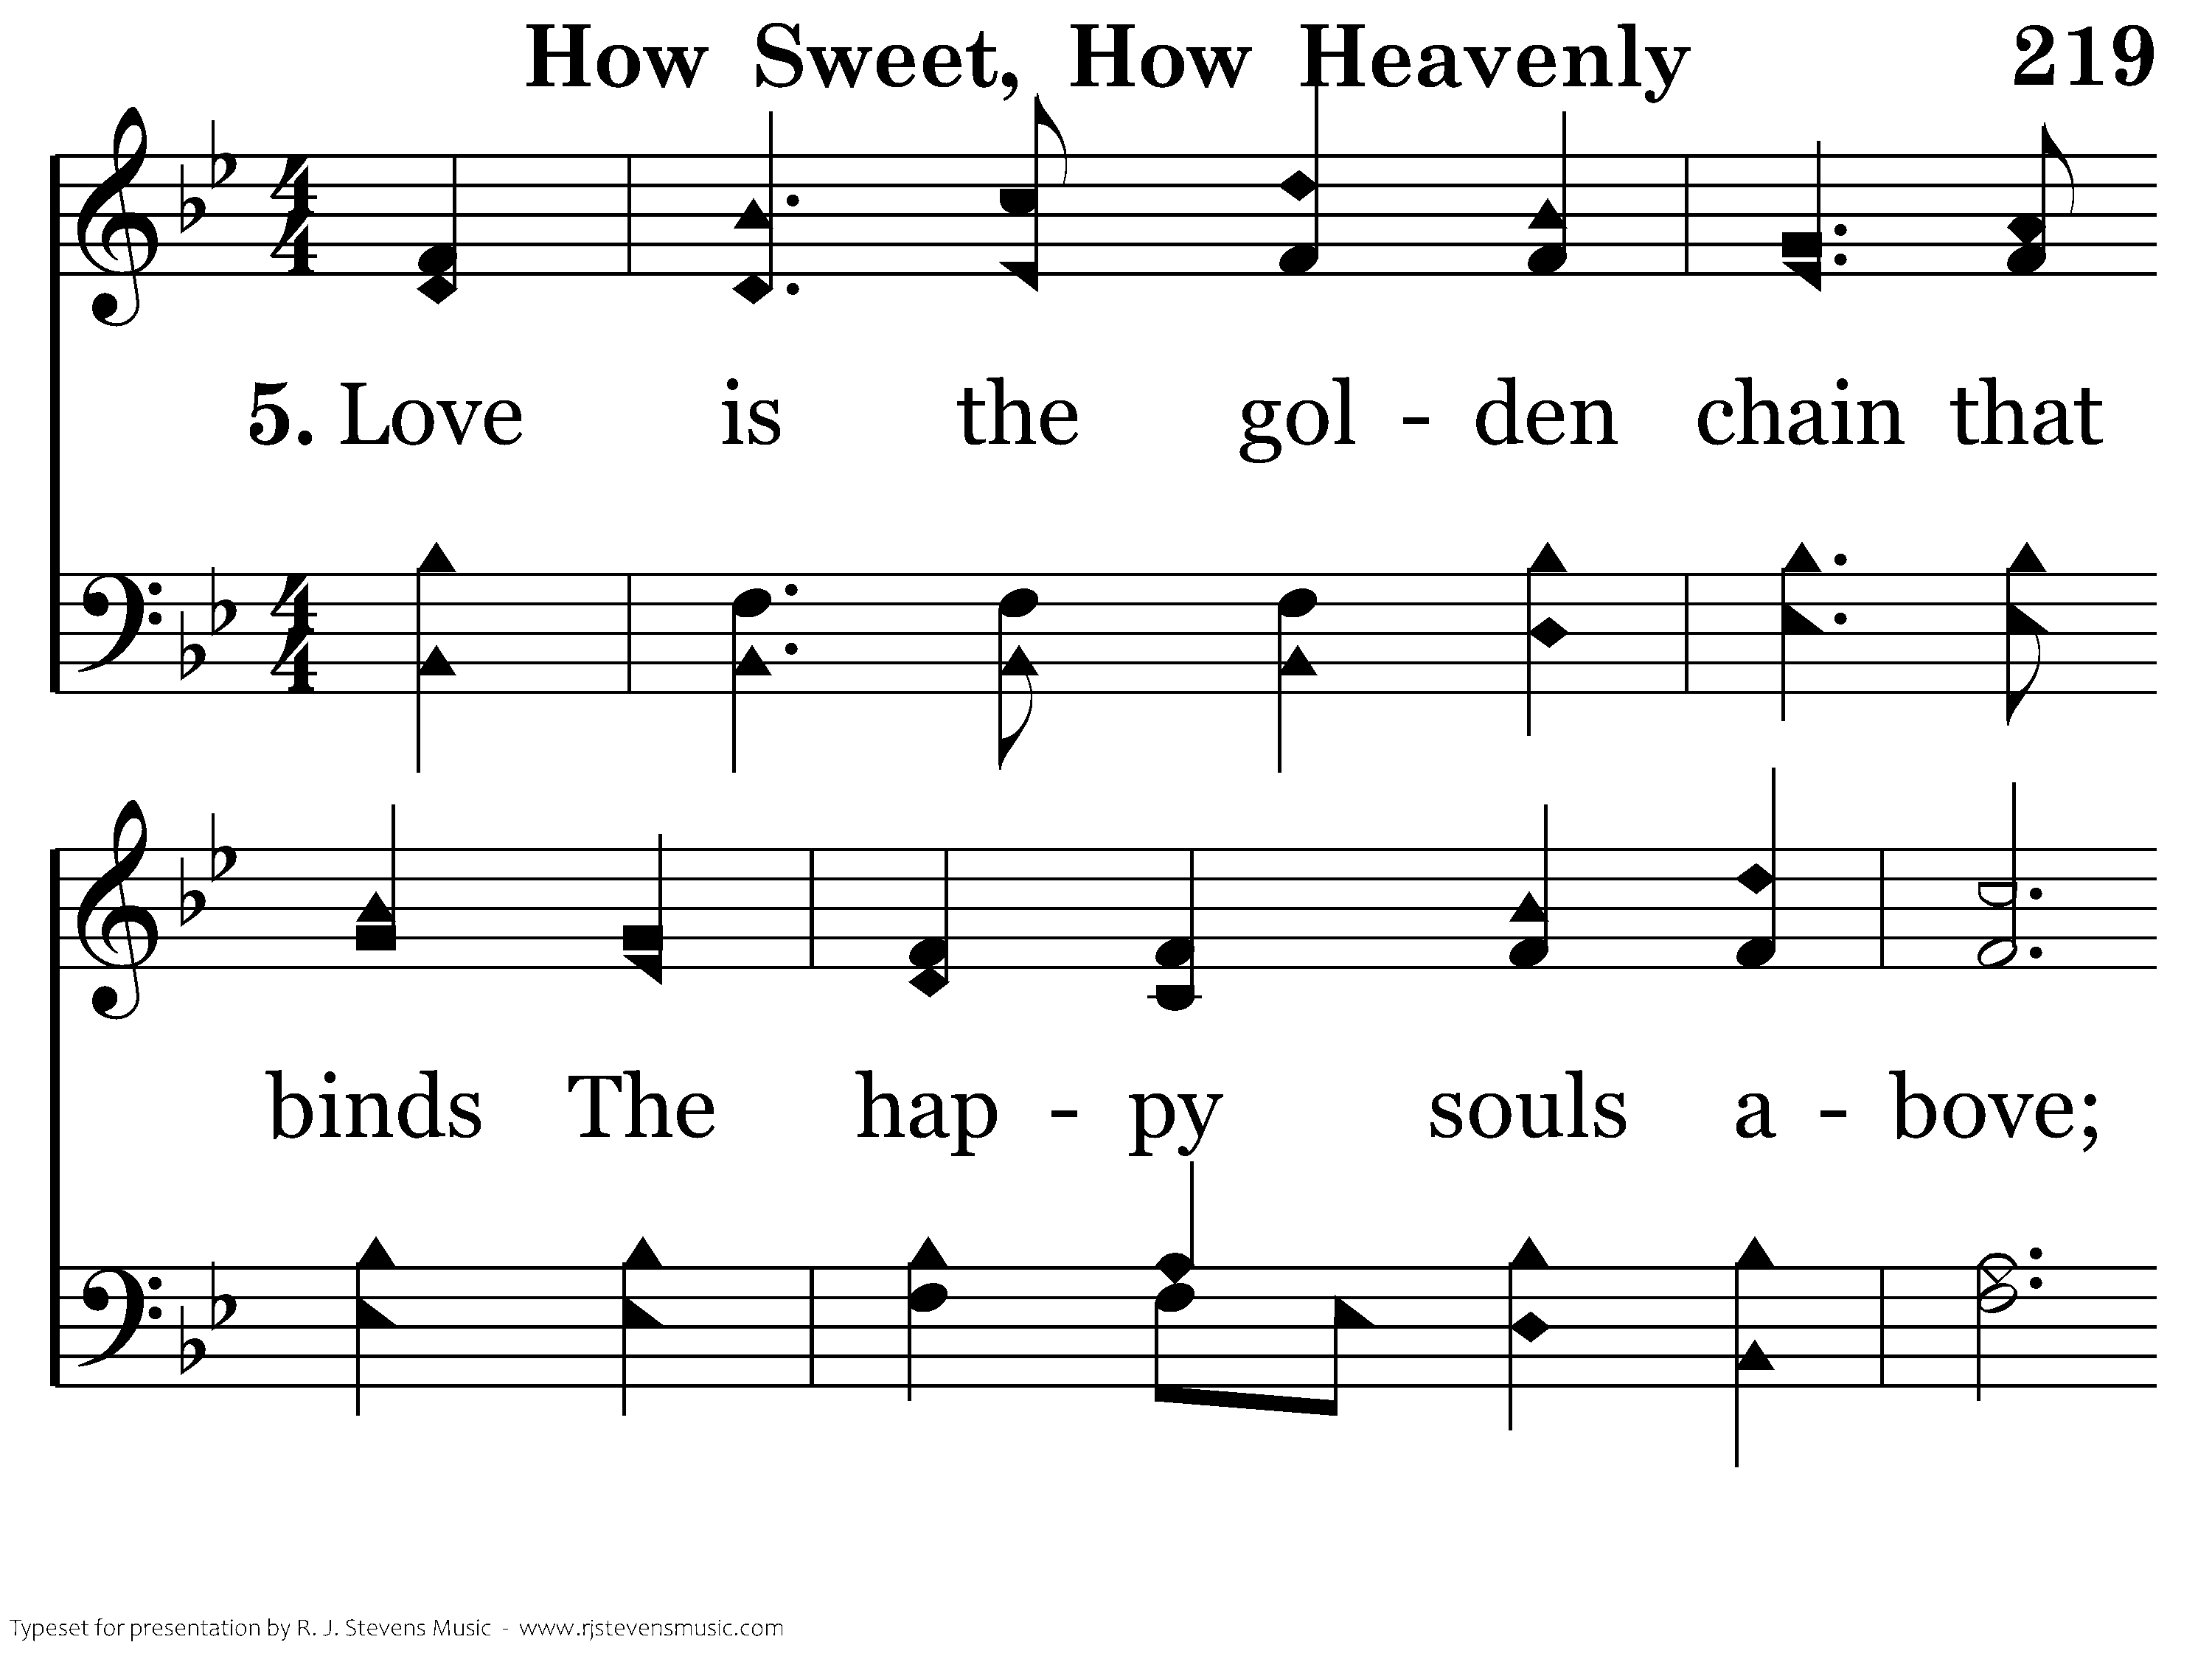 How Sweet, How Heavenly 219
5. Love is the gol - den chain that
binds The hap - py souls a - bove;
Typeset for presentation by R. J. Stevens Music - www.rjstevensmusic.com